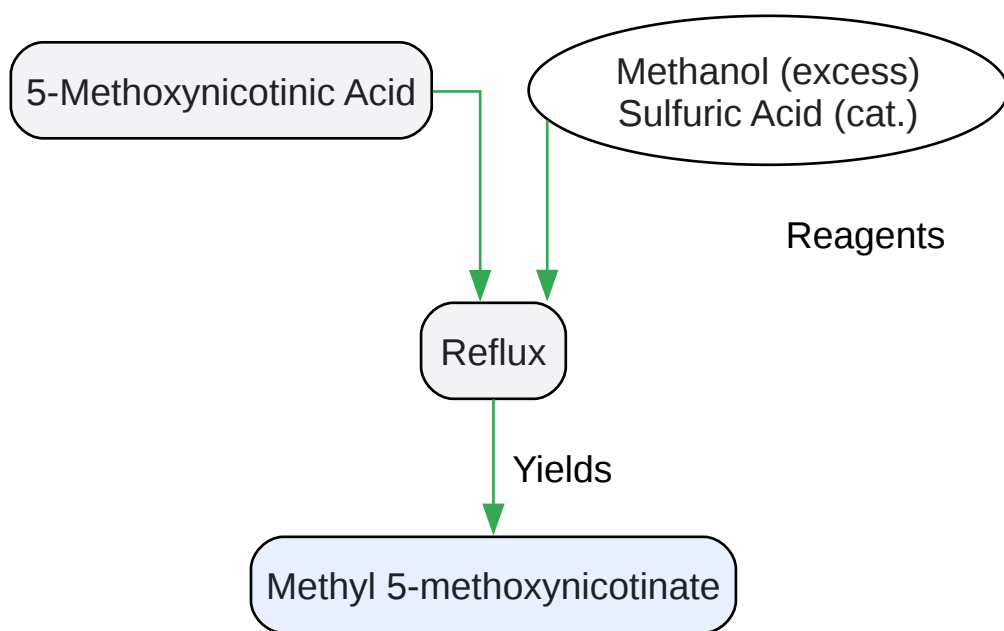 5-Methoxynicotinic Acid
Methanol (excess)
Sulfuric Acid (cat.)
Reagents
Reflux
Yields
Methyl 5-methoxynicotinate